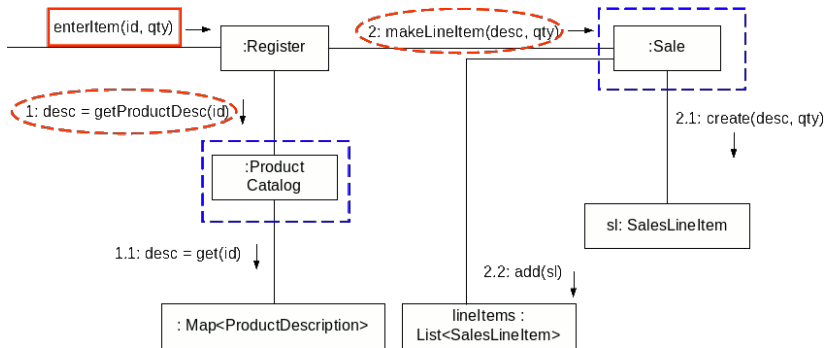 enterItem(id, qty)
:Register
2: makeLineItem(desc, qty)
:Sale
1: desc = getProductDesc(id)
2.1: create(desc, qty)
:Product
Catalog
sl: SalesLineItem
1.1: desc = get(id)
2.2: add(sl)
: Map<ProductDescription>
lineItems :
List<SalesLineItem>